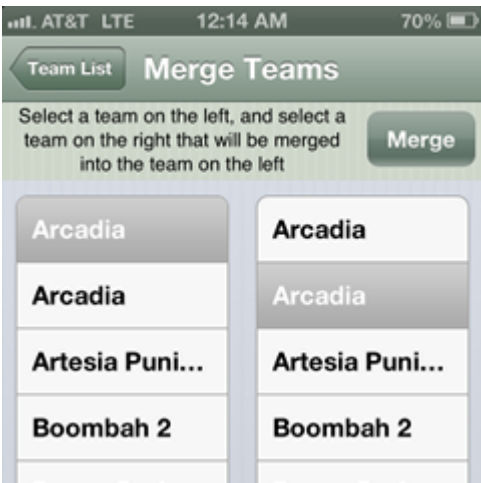 AT&T LTE 12:14 AM 70%
Team List Merge Teams
Select a team on the left, and select a
team on the right that will be merged
into the team on the left
Merge
Arcadia
Arcadia
Artesia Puni...
Boombah 2
Arcadia
Arcadia
Artesia Puni...
Boombah 2